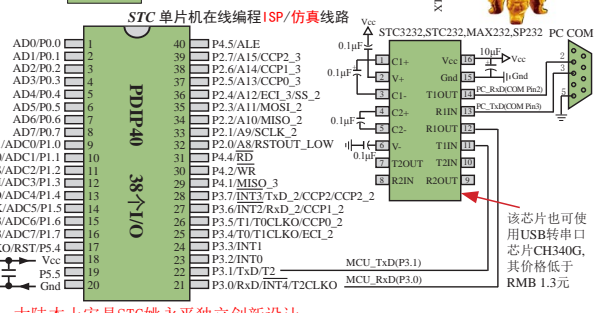 STC 单片机在线编程ISP/仿真线路
AD0/P0.0 1 40 P4.5/ALE
AD1/P0.1 2 39 P2.7/A15/CCP2_3
AD2/P0.2 3 38 P2.6/A14/CCP1_3
AD3/P0.3 4 37 P2.5/A13/CCP0_3
AD4/P0.4 5 36 P2.4/A12/ECI_3/SS_2
AD5/P0.5 6 35 P2.3/A11/MOSI_2
AD6/P0.6 7 34 P2.2/A10/MISO_2
AD7/P0.7 8 33 P2.1/A9/SCLK_2
/ADC0/P1.0 9 32 P2.0/A8/RSTOUT_LOW
/ADC1/P1.1 10 31 P4.4/RD
/ADC2/P1.2 11 30 P4.2/WR
/ADC3/P1.3 12 29 P4.1/MISO_3
/ADC4/P1.4 13 28 P3.7/INT3/TxD_2/CCP2/CCP2_2
/ADC5/P1.5 14 27 P3.6/INT2/RxD_2/CCP1_2
/ADC6/P1.6 15 26 P3.5/T1/T0CLKO/CCP0_2
/ADC7/P1.7 16 25 P3.4/T0/T1CLKO/ECI_2
KO/RST/P5.4 17 24 P3.3/INT1
Vcc 18 23 P3.2/INT0
P5.5 19 22 P3.1/TxD/T2
Gnd 20 21 P3.0/RxD/INT4/T2CLKO
PDIP40
38个I/O
MCU_TxD(P3.1)
MCU_RxD(P3.0)
STC3232,STC232,MAX232,SP232
PC COM
Vcc
0.1μF
0.1μF
0.1μF
0.1μF
10μF
Vcc
Gnd
1 C1+ Vcc 16
2 V+ Gnd 15
3 C1- T1OUT 14 PC_RxD(COM Pin2)
4 C2+ R1IN 13 PC_TxD(COM Pin3)
5 C2- R1OUT 12
6 V- T1IN 11
7 T2OUT T2IN 10
8 R2IN R2OUT 9
2
3
5
该芯片也可使
用USB转串口
芯片CH340G,
其价格低于
RMB 1.3元